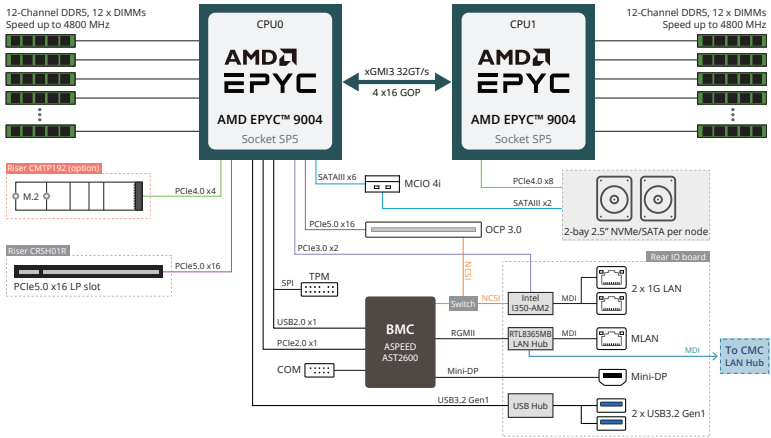 12-Channel DDR5, 12 x DIMMs
Speed up to 4800 MHz
CPU0
AMD
EPYC
AMD EPYC™ 9004
Socket SP5
xGMI3 32GT/s
4 x16 GOP
CPU1
AMD
EPYC
AMD EPYC™ 9004
Socket SP5
12-Channel DDR5, 12 x DIMMs
Speed up to 4800 MHz
Riser CMTP192 (option)
M.2
PCIe4.0 x4
SATAIII x6
MCIO 4i
PCIe4.0 x8
SATAIII x2
2-bay 2.5" NVMe/SATA per node
PCIe5.0 x16
OCP 3.0
Riser CRSH01R
PCIe5.0 x16 LP slot
PCIe5.0 x16
PCIe3.0 x2
NCSI
Rear IO board
SPI
TPM
Switch
NCSI
Intel
I350-AM2
MDI
2 x 1G LAN
USB2.0 x1
PCIe2.0 x1
BMC
ASPEED
AST2600
RGMII
RTL8365MB
LAN Hub
MDI
MLAN
MDI
To CMC
LAN Hub
COM
Mini-DP
Mini-DP
USB3.2 Gen1
USB Hub
2 x USB3.2 Gen1